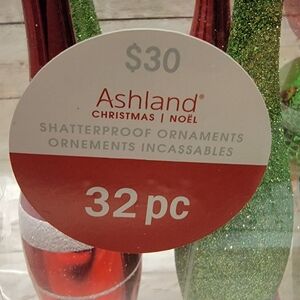 $30
Ashland®
CHRISTMAS | NOËL
SHATTERPROOF ORNAMENTS
ORNEMENTS INCASSABLES
32 pc